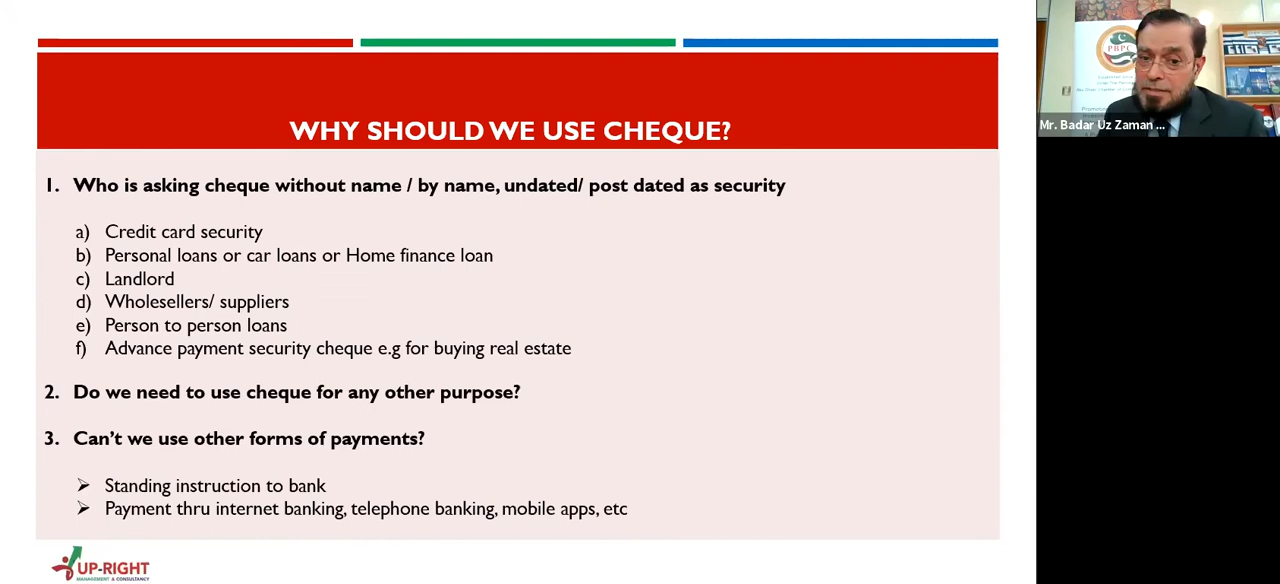 WHY SHOULD WE USE CHEQUE?
1. Who is asking cheque without name / by name, undated/ post dated as security
a) Credit card security
b) Personal loans or car loans or Home finance loan
c) Landlord
d) Wholesellers/ suppliers
e) Person to person loans
f) Advance payment security cheque e.g for buying real estate
2. Do we need to use cheque for any other purpose?
3. Can't we use other forms of payments?
Standing instruction to bank
Payment thru internet banking, telephone banking, mobile apps, etc
UP-RIGHT
MANAGEMENT & CONSULTANCY
PBPC
Mr. Badar Uz Zaman ...